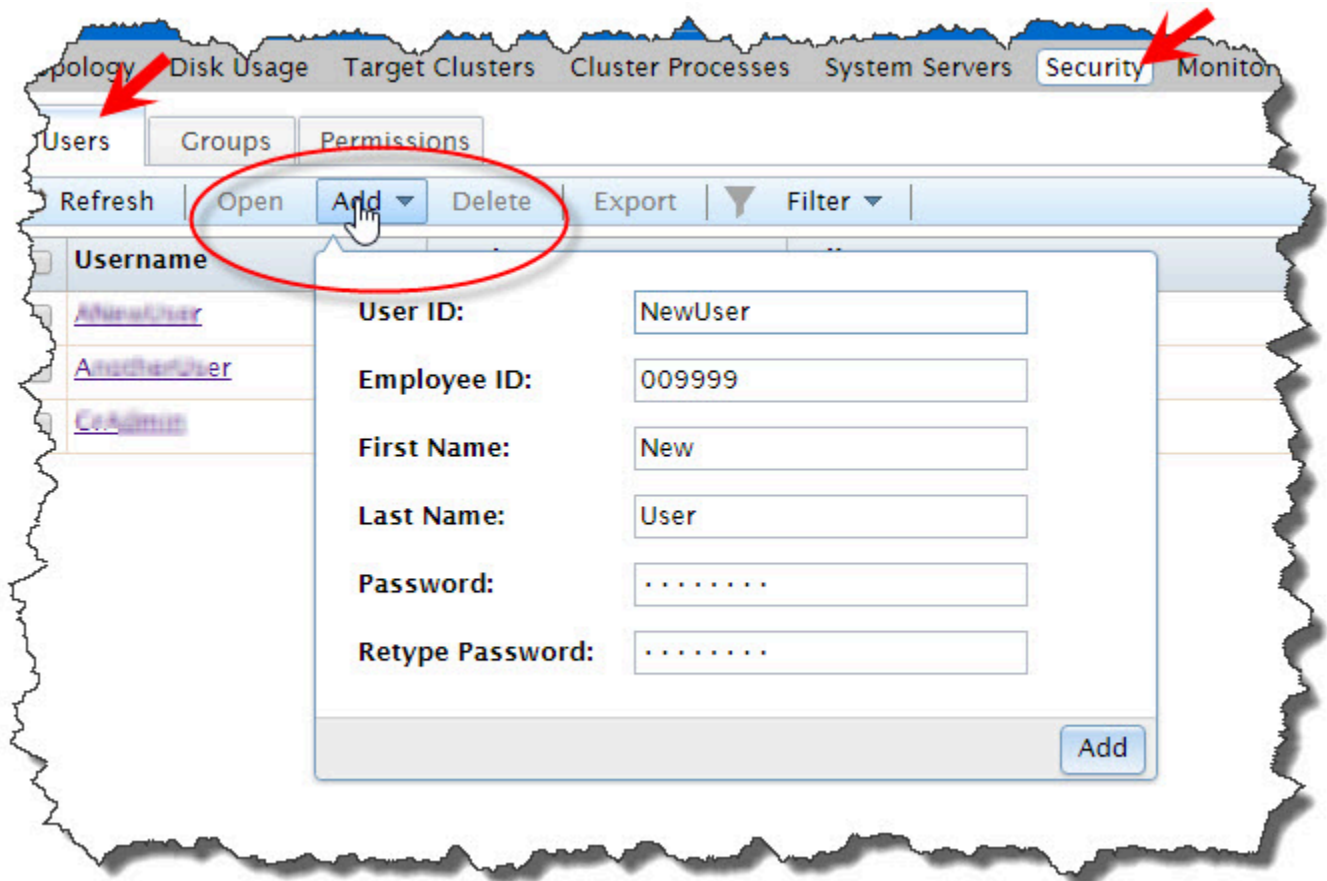 pology Disk Usage Target Clusters Cluster Processes System Servers Security Monitor
Users Groups Permissions
Refresh Open Add Delete Export Filter
Username
User ID: NewUser
AnotherUser
Employee ID: 009999
First Name: New
Last Name: User
Password: ········
Retype Password: ········
Add